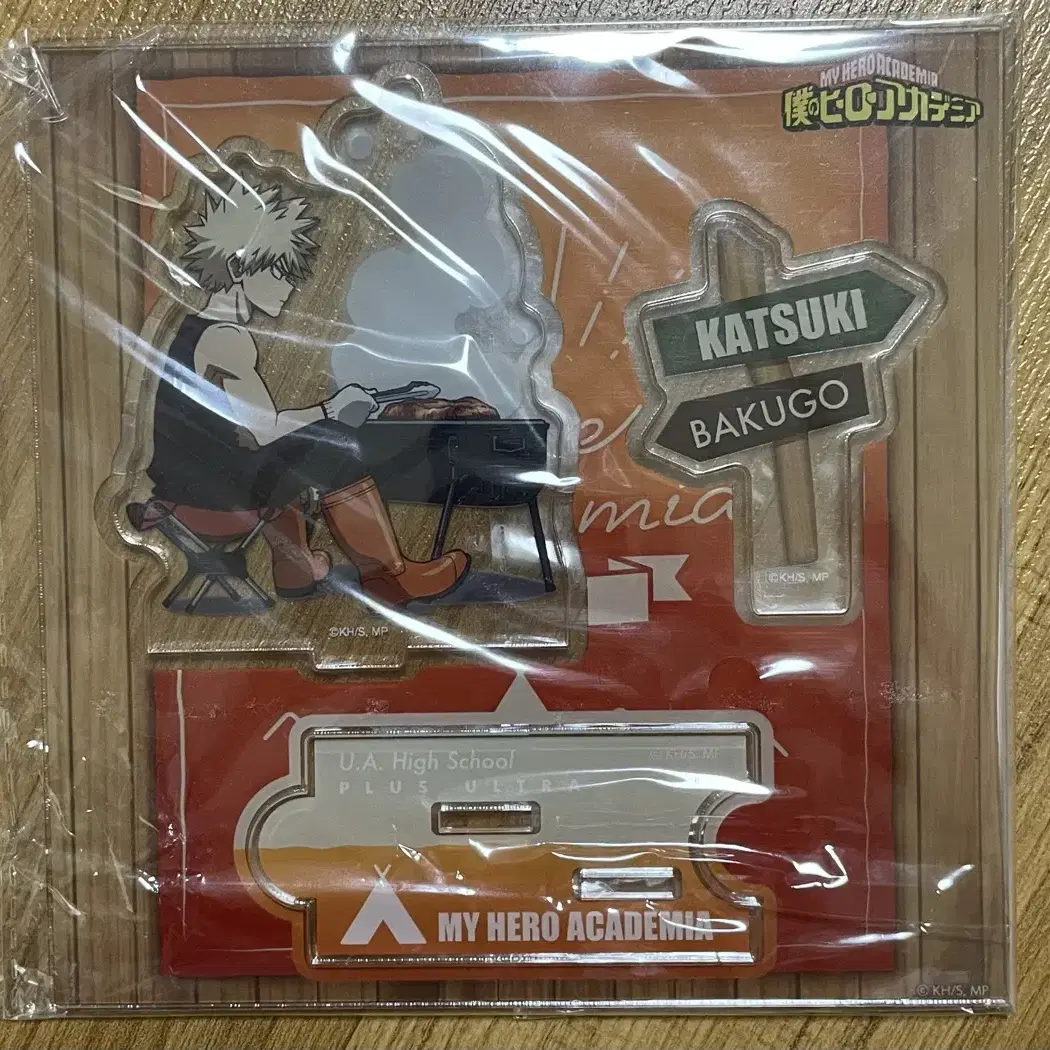 MY HERO ACADEMIA
僕のヒーローアカデミア
KATSUKI
BAKUGO
e
mia
©KH/S, MP
©KH/S, MP
U.A. High School
©KH/S, MP
PLUS ULTRA
MY HERO ACADEMIA
© KH/S, MP